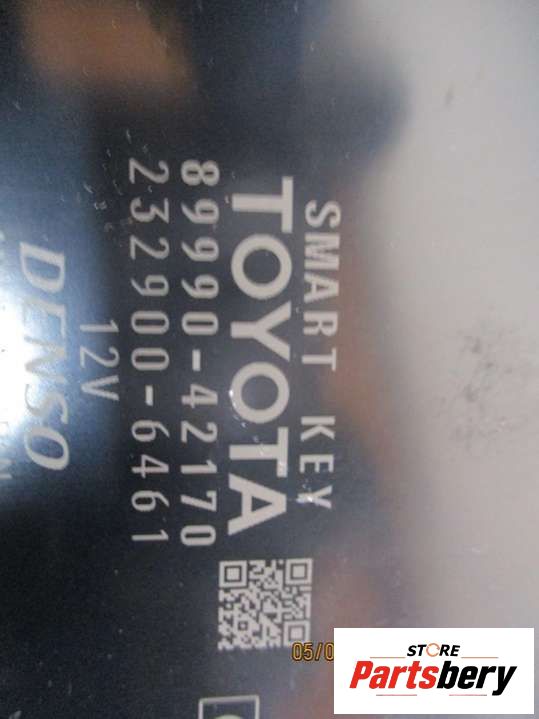 SMART KEY
TOYOTA
89990-42170
232900-6461
12V
DENSO
05/0
STORE
Partsbery